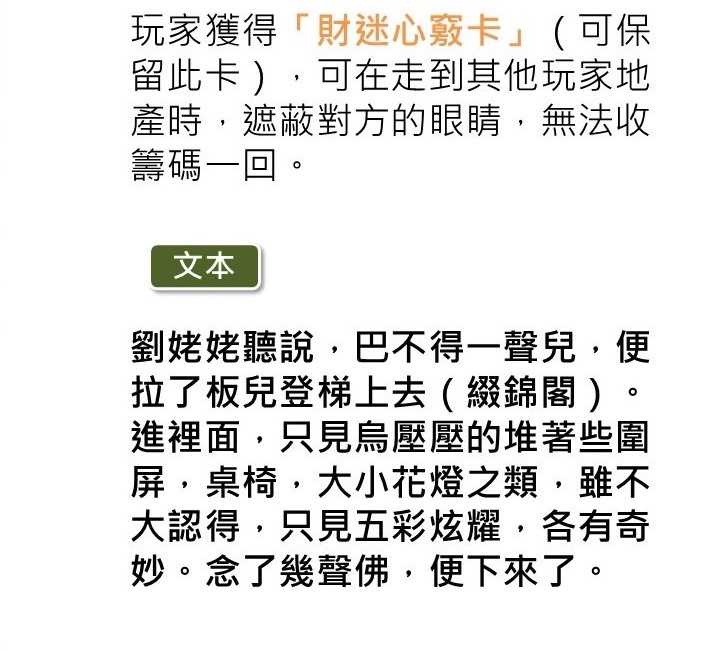 玩家獲得「財迷心竅卡」（可保
留此卡），可在走到其他玩家地
產時，遮蔽對方的眼睛，無法收
籌碼一回。
文本
劉姥姥聽說，巴不得一聲兒，便
拉了板兒登梯上去（綴錦閣）。
進裡面，只見烏壓壓的堆著些圍
屏，桌椅，大小花燈之類，雖不
大認得，只見五彩炫耀，各有奇
妙。念了幾聲佛，便下來了。